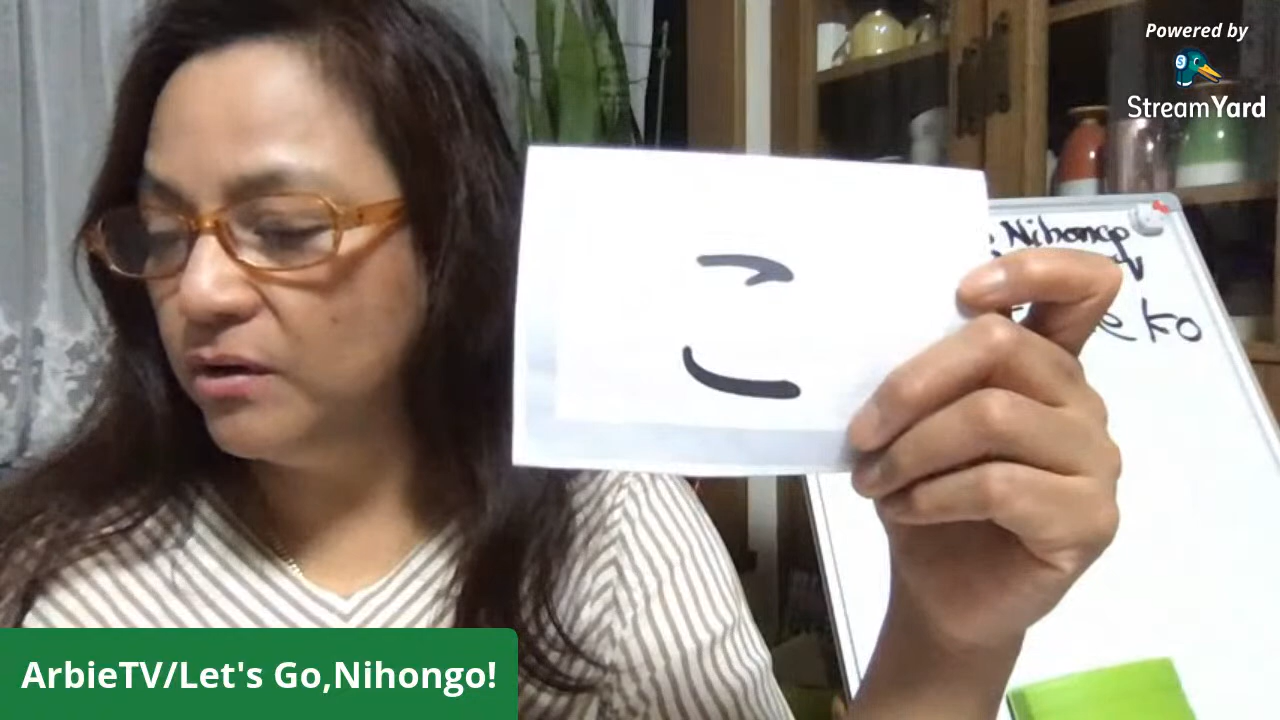 Powered by
StreamYard
こ
Nihongo
V
e ko
ArbieTV/Let's Go,Nihongo!